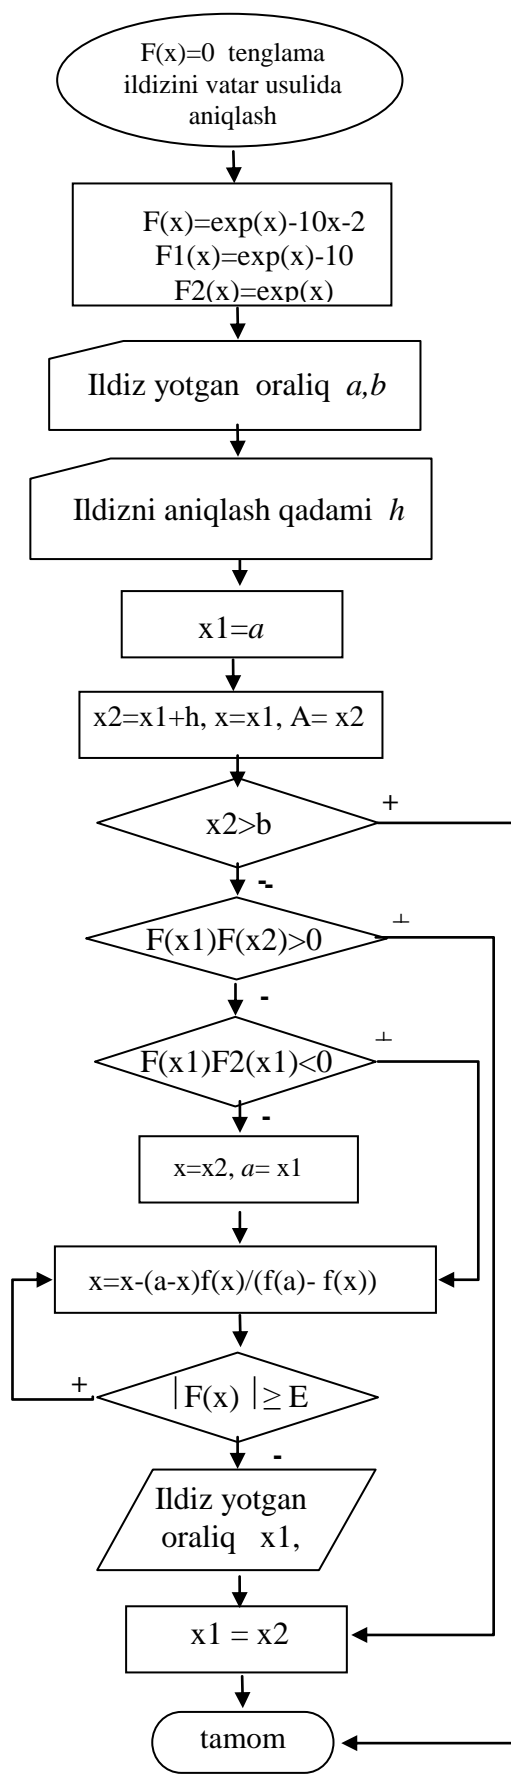 F(x)=0 tenglama
ildizini vatar usulida
aniqlash
F(x)=exp(x)-10x-2
F1(x)=exp(x)-10
F2(x)=exp(x)
Ildiz yotgan oraliq a,b
Ildizni aniqlash qadami h
x1=a
x2=x1+h, x=x1, A= x2
x2>b
+
--
F(x1)F(x2)>0
+
-
F(x1)F2(x1)<0
+
-
x=x2, a= x1
x=x-(a-x)f(x)/(f(a)- f(x))
+
|F(x) | ≥ E
-
Ildiz yotgan
oraliq x1,
x1 = x2
tamom